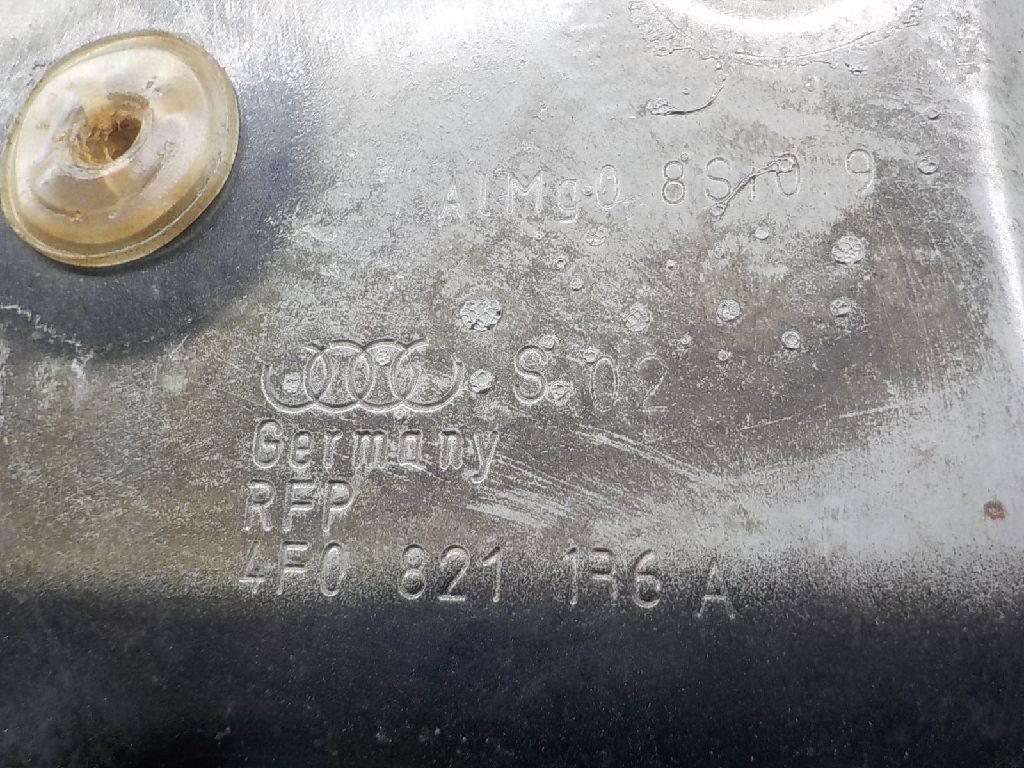 AlMg0 8Si0 9
S 02
Germany
RFP
4F0 821 1R6 A